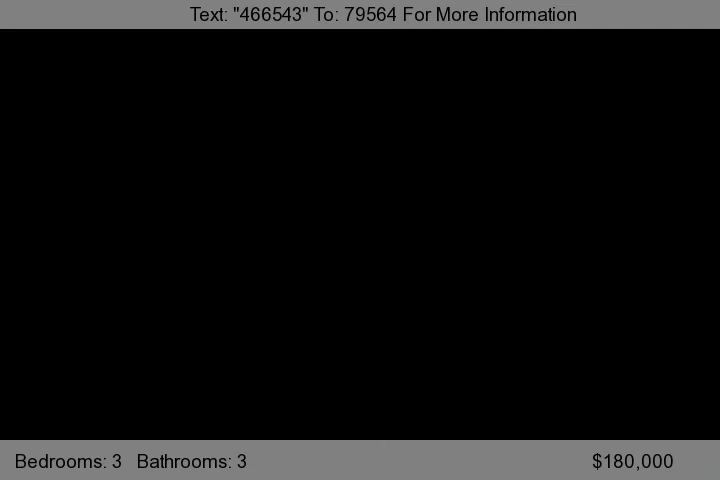 Text: "466543" To: 79564 For More Information
Bedrooms: 3 Bathrooms: 3 $180,000